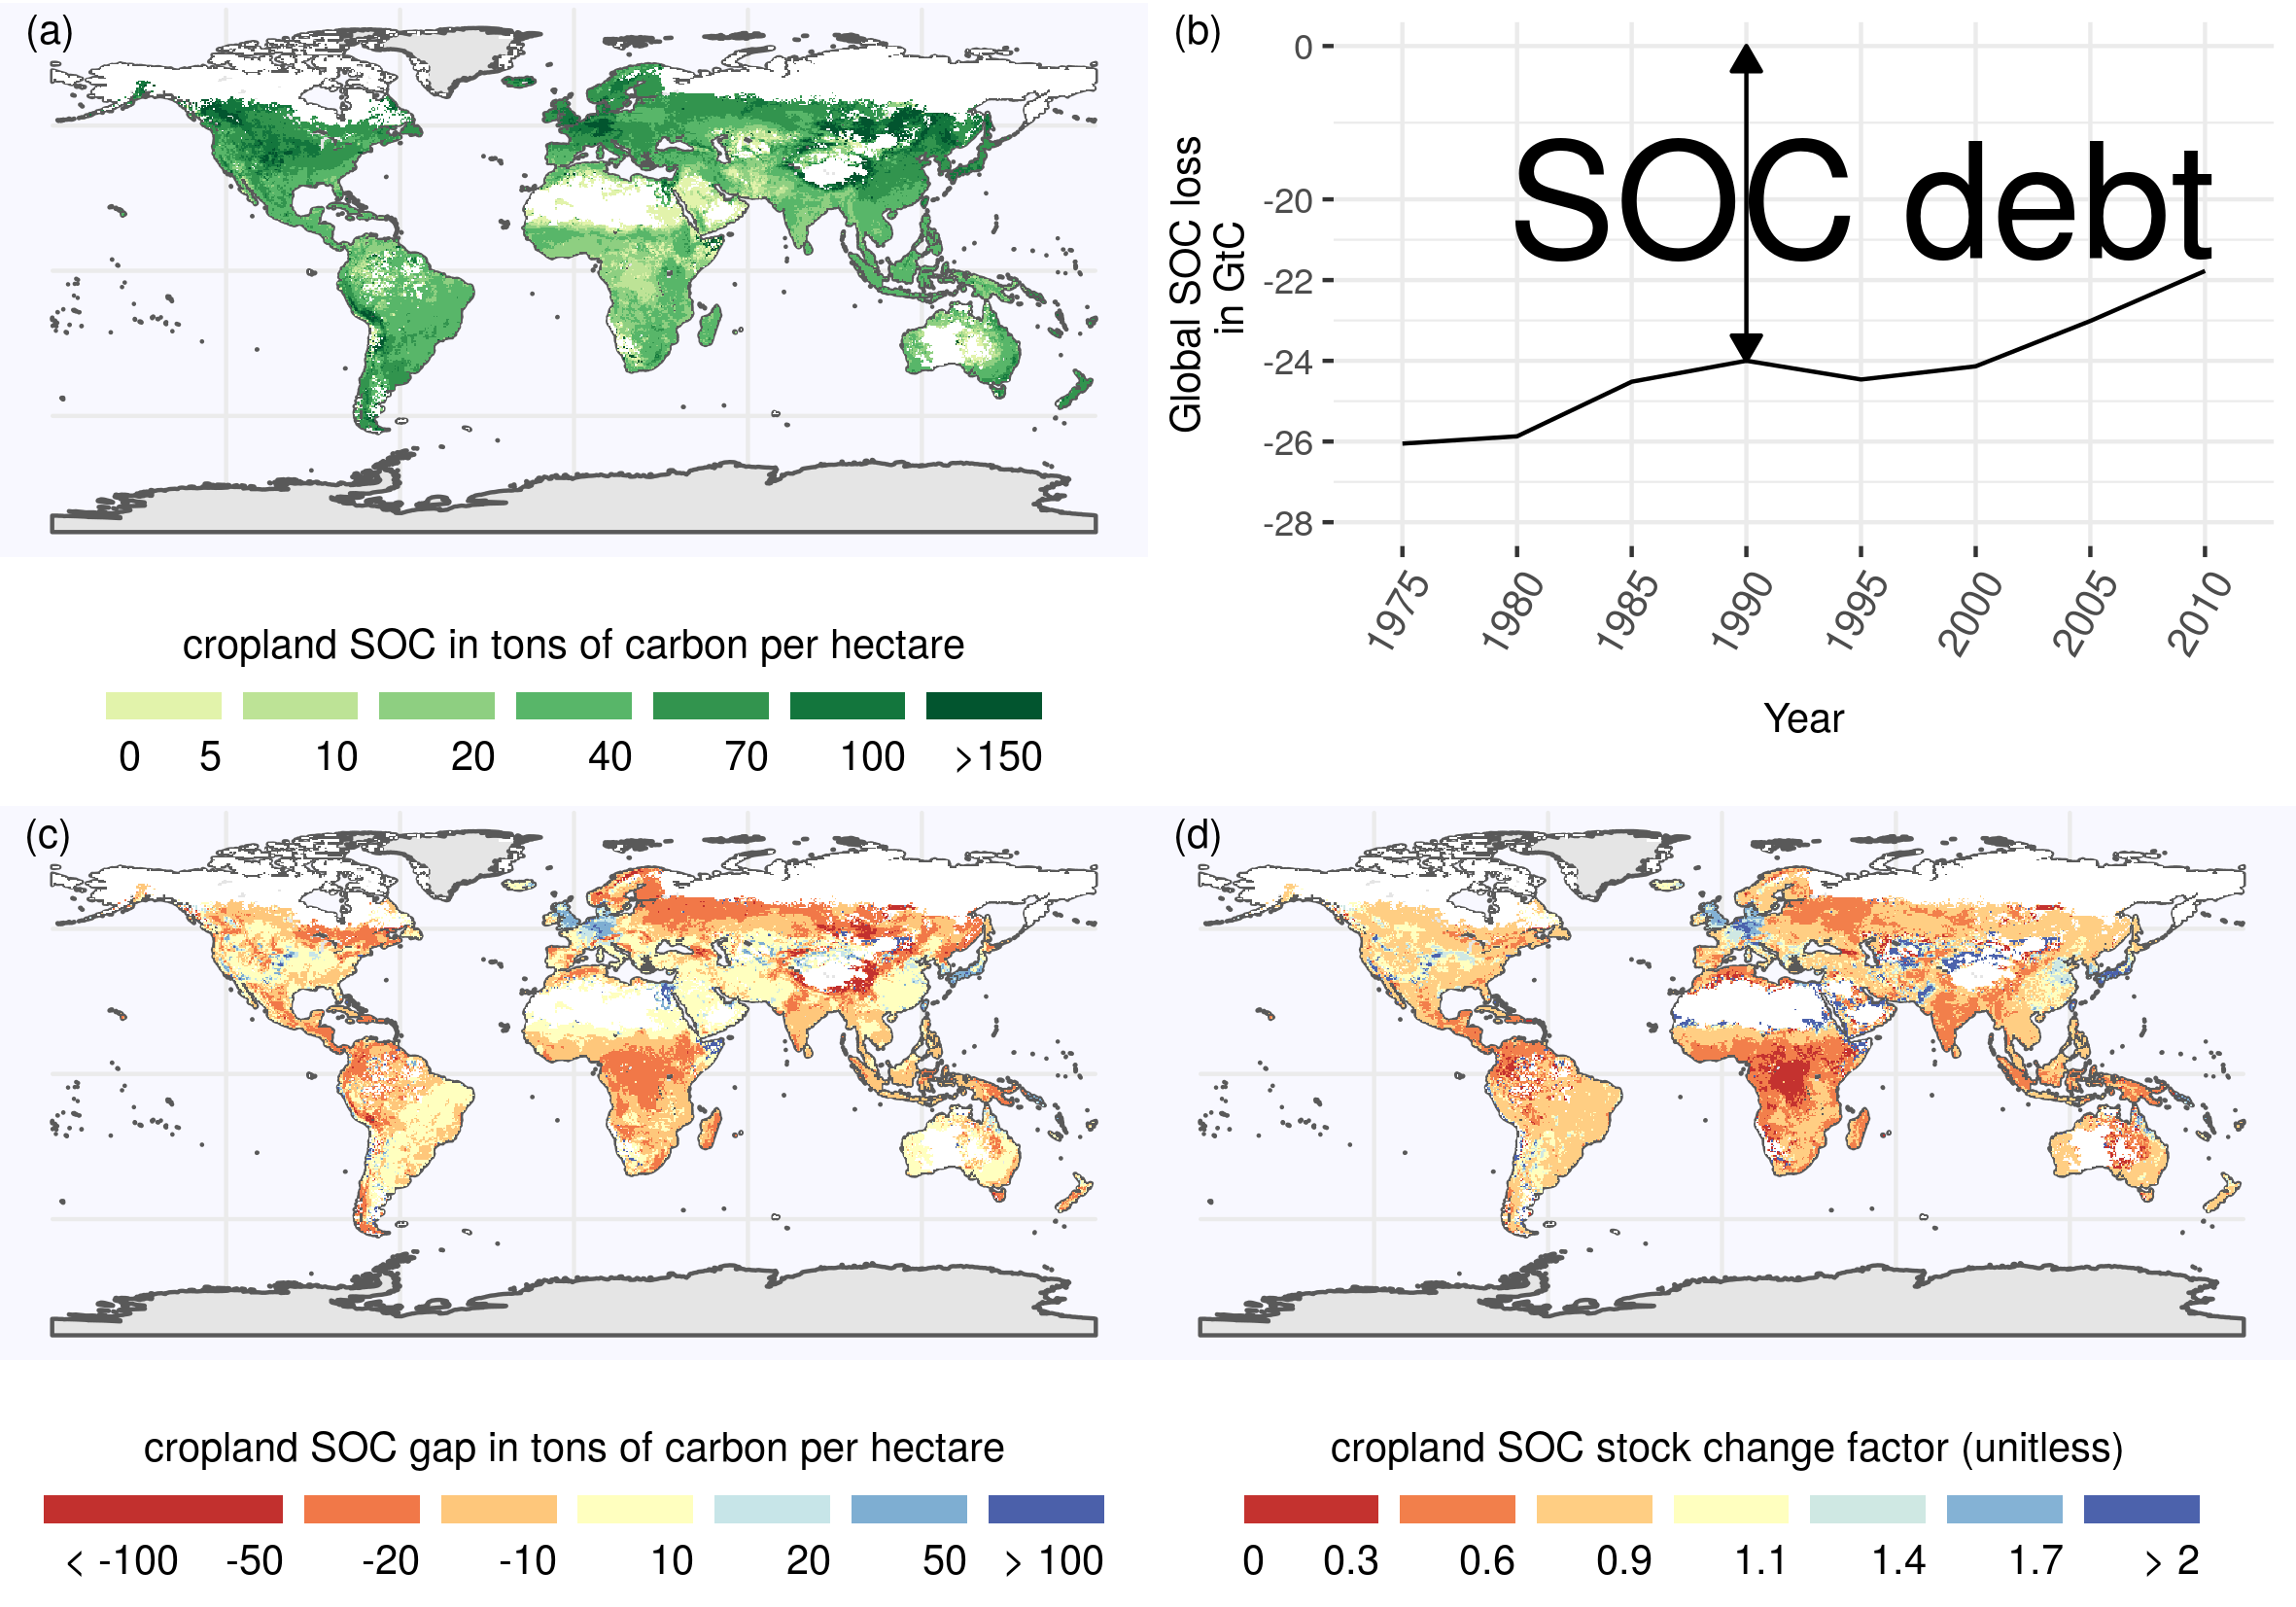 (a)
cropland SOC in tons of carbon per hectare
0 5 10 20 40 70 100 >150
(b)
Global SOC loss
in GtC
0
-20
-22
-24
-26
-28
SOC debt
1975 1980 1985 1990 1995 2000 2005 2010
Year
(c)
cropland SOC gap in tons of carbon per hectare
< -100 -50 -20 -10 10 20 50 > 100
(d)
cropland SOC stock change factor (unitless)
0 0.3 0.6 0.9 1.1 1.4 1.7 > 2